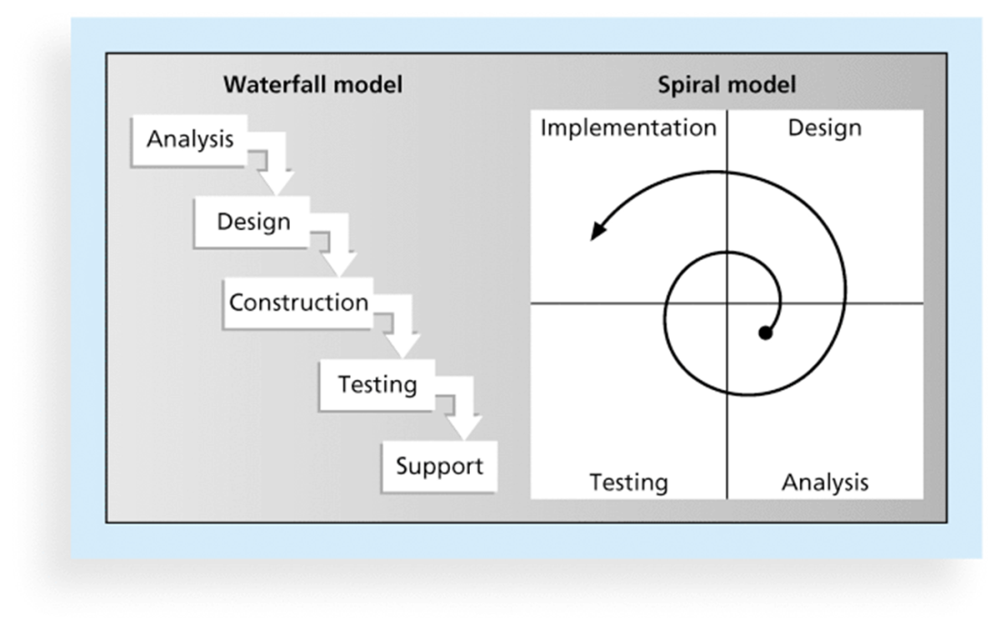 Waterfall model
Analysis
Design
Construction
Testing
Support
Spiral model
Implementation
Design
Testing
Analysis